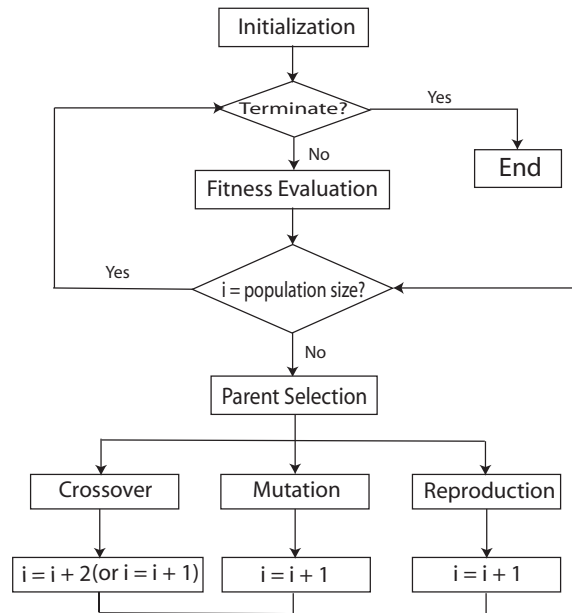 Initialization
Terminate?
Yes
No
End
Fitness Evaluation
Yes
i = population size?
No
Parent Selection
Crossover
Mutation
Reproduction
i = i + 2(or i = i + 1)
i = i + 1
i = i + 1